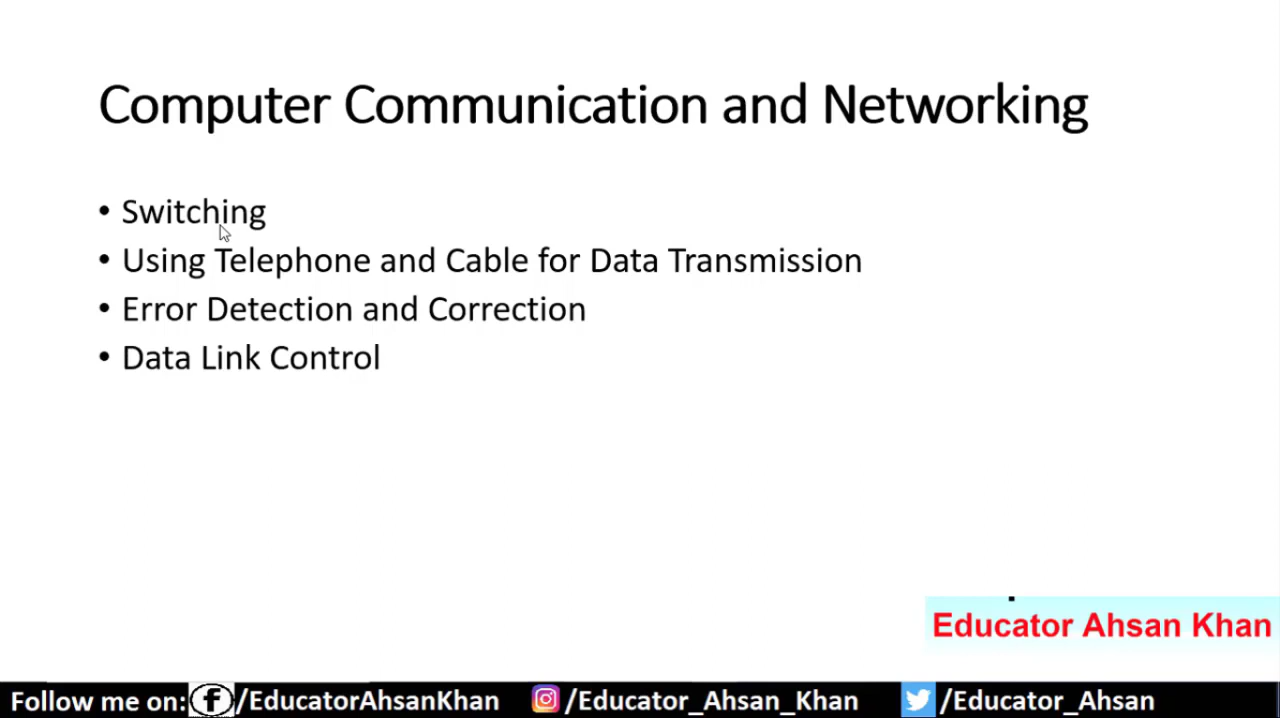 Computer Communication and Networking
• Switching
• Using Telephone and Cable for Data Transmission
• Error Detection and Correction
• Data Link Control
Educator Ahsan Khan
Follow me on: f /EducatorAhsanKhan /Educator_Ahsan_Khan /Educator_Ahsan